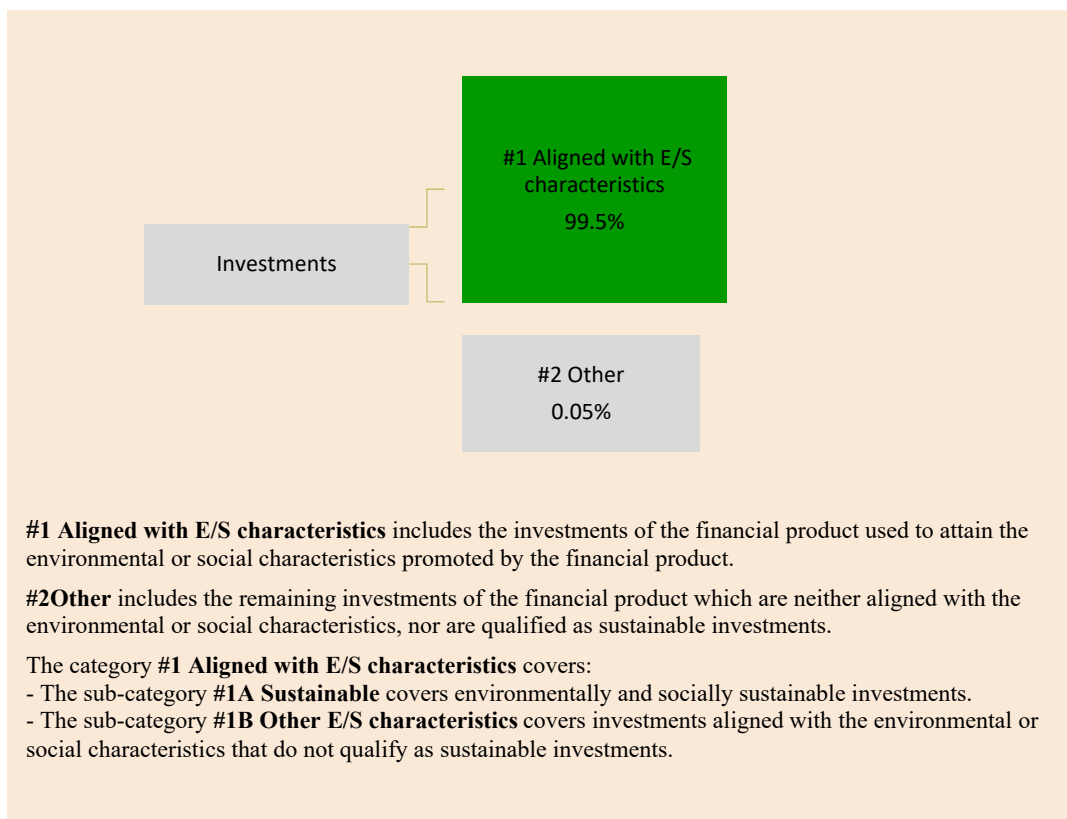 #1 Aligned with E/S
characteristics
99.5%
Investments
#2 Other
0.05%
#1 Aligned with E/S characteristics includes the investments of the financial product used to attain the
environmental or social characteristics promoted by the financial product.
#2Other includes the remaining investments of the financial product which are neither aligned with the
environmental or social characteristics, nor are qualified as sustainable investments.
The category #1 Aligned with E/S characteristics covers:
- The sub-category #1A Sustainable covers environmentally and socially sustainable investments.
- The sub-category #1B Other E/S characteristics covers investments aligned with the environmental or
social characteristics that do not qualify as sustainable investments.